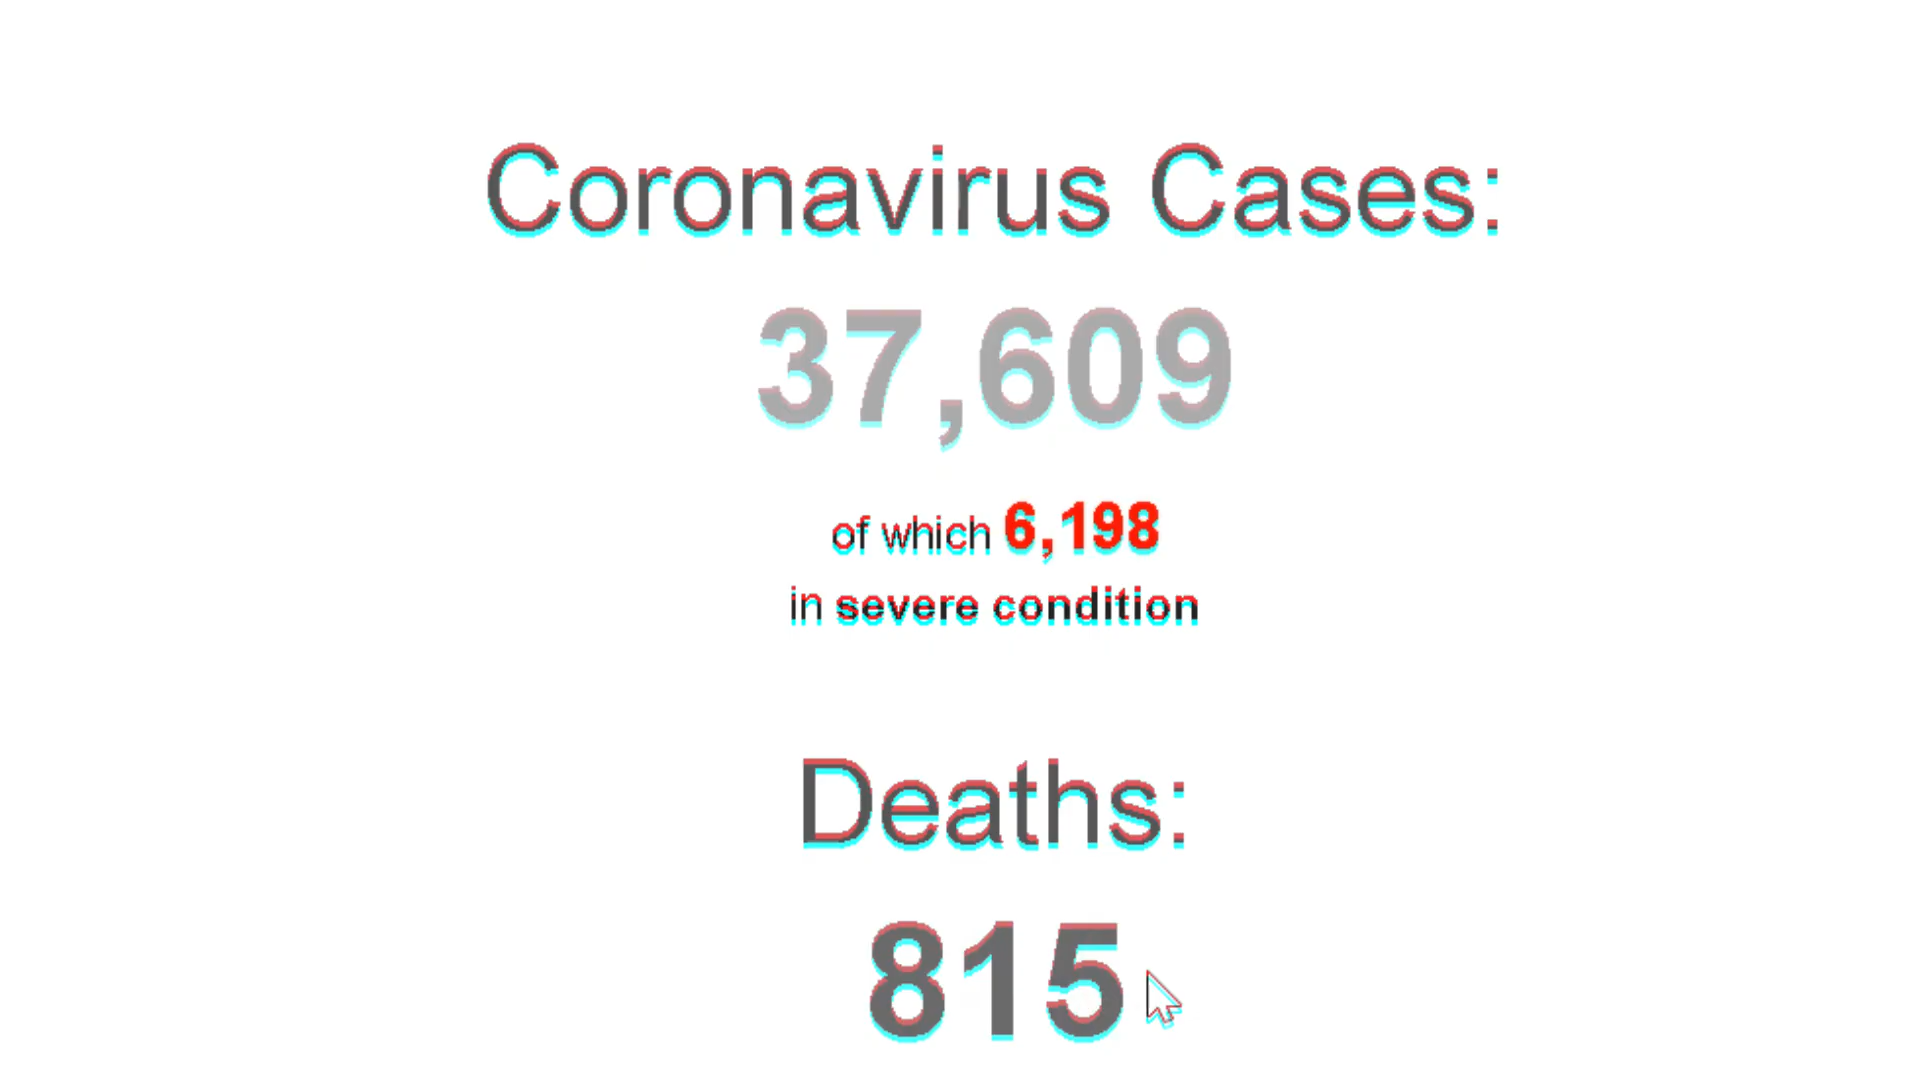 Coronavirus Cases:
37,609
of which 6,198
in severe condition
Deaths:
815